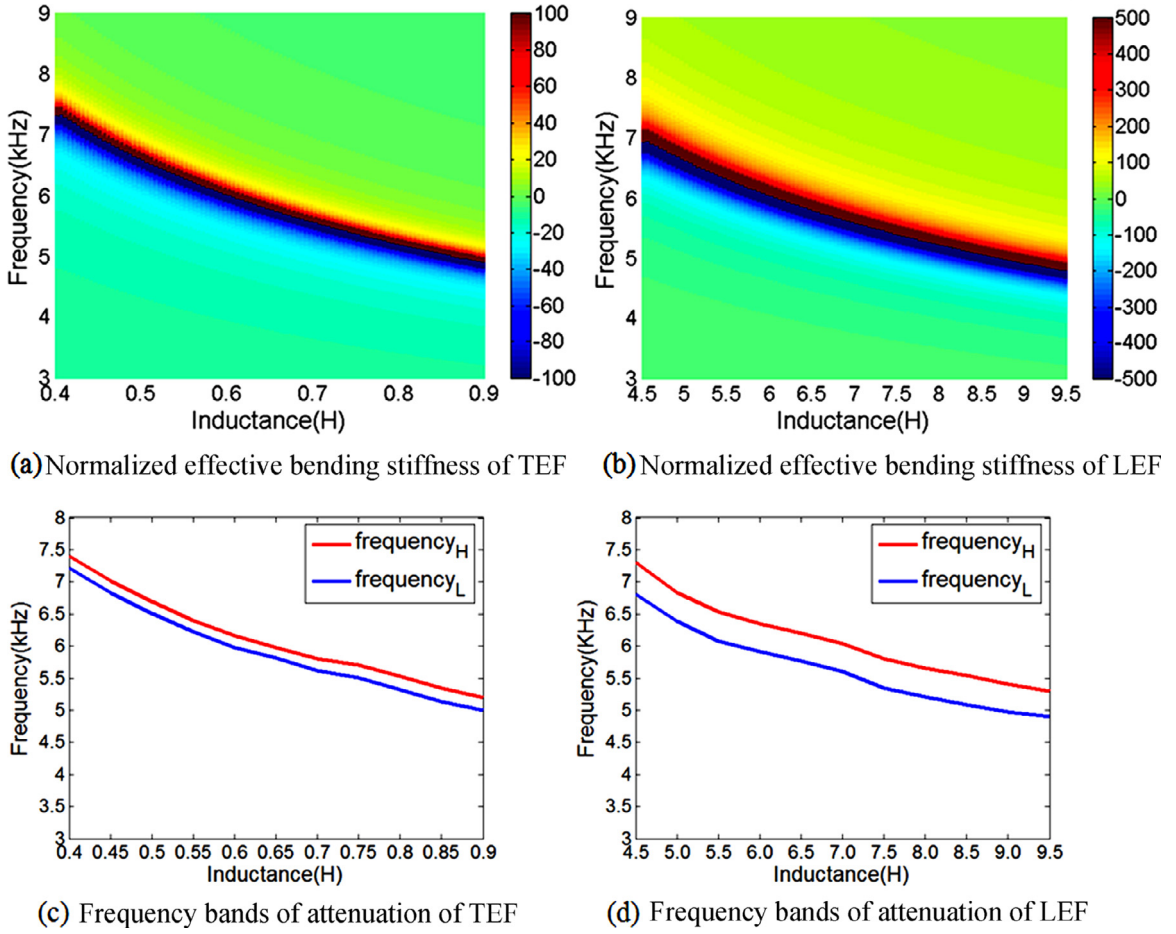 9
8
7
6
5
4
3
Frequency(kHz)
0.4 0.5 0.6 0.7 0.8 0.9
Inductance(H)
100
80
60
40
20
0
-20
-40
-60
-80
-100
(a) Normalized effective bending stiffness of TEF
9
8
7
6
5
4
3
Frequency(KHz)
4.5 5 5.5 6 6.5 7 7.5 8 8.5 9 9.5
Inductance(H)
500
400
300
200
100
0
-100
-200
-300
-400
-500
(b) Normalized effective bending stiffness of LEF
8
7.5
7
6.5
6
5.5
5
4.5
4
3.5
3
Frequency(kHz)
frequency_H
frequency_L
0.4 0.45 0.5 0.55 0.6 0.65 0.7 0.75 0.8 0.85 0.9
Inductance(H)
(c) Frequency bands of attenuation of TEF
8
7.5
7
6.5
6
5.5
5
4.5
4
3.5
3
Frequency(KHz)
frequency_H
frequency_L
4.5 5.0 5.5 6.0 6.5 7.0 7.5 8.0 8.5 9.0 9.5
Inductance(H)
(d) Frequency bands of attenuation of LEF